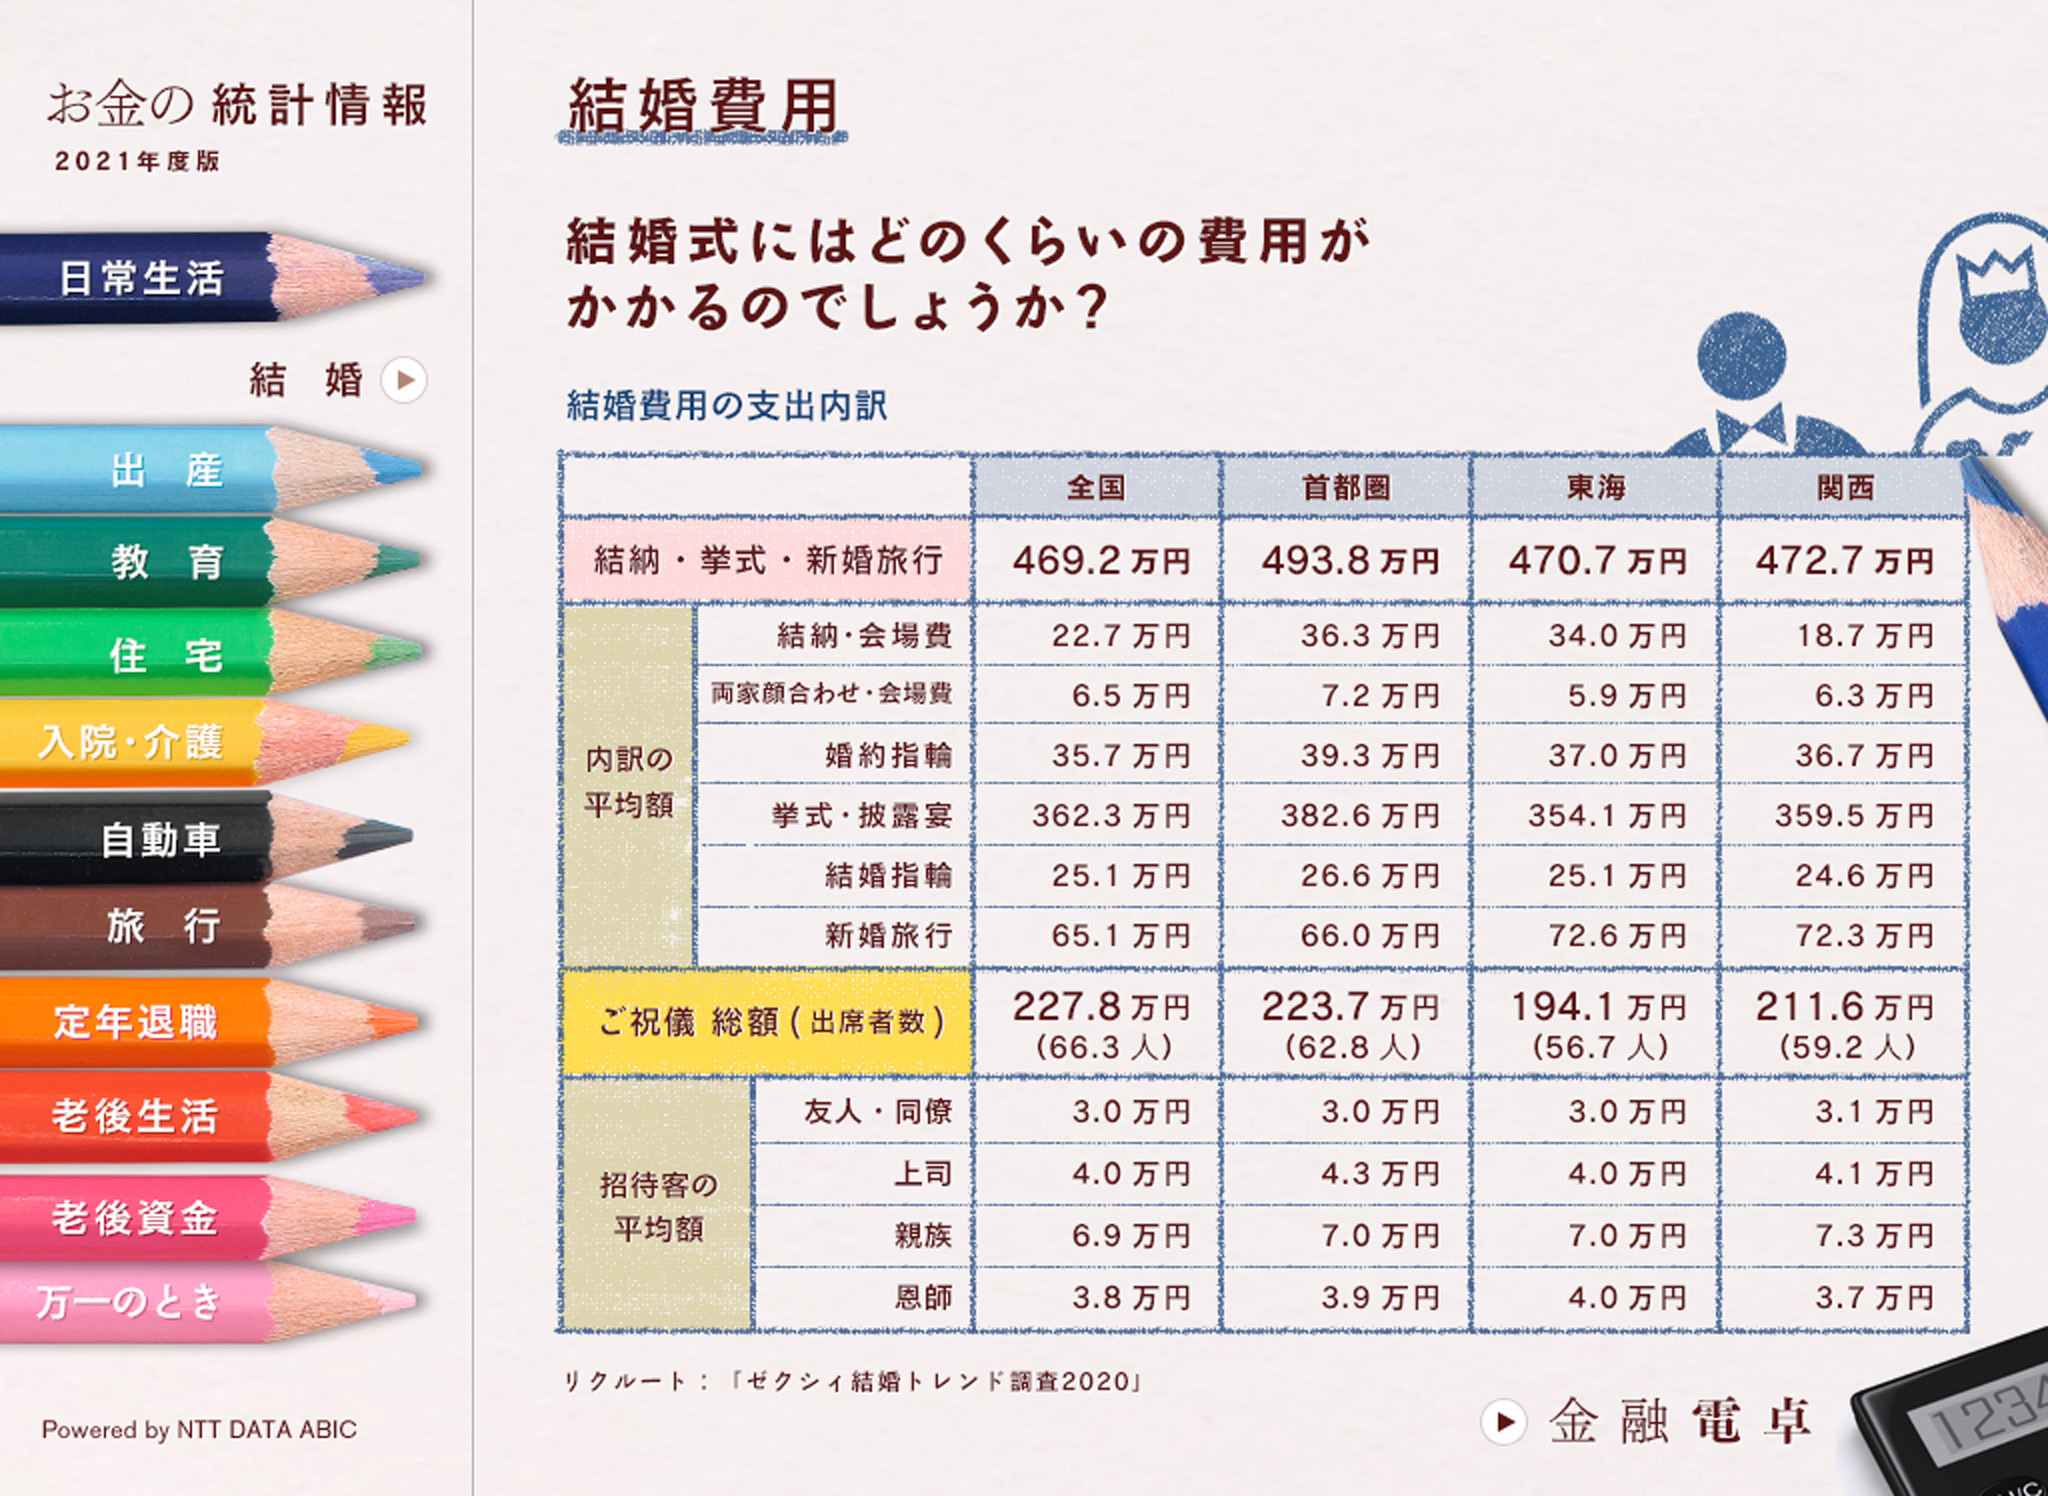 お金の 統計情報
2021年度版
日常生活
結 婚
出 産
教 育
住 宅
入院・介護
自動車
旅 行
定年退職
老後生活
老後資金
万一のとき
Powered by NTT DATA ABIC
結婚費用
結婚式にはどのくらいの費用が
かかるのでしょうか？
結婚費用の支出内訳
全国 首都圏 東海 関西
結納・挙式・新婚旅行 469.2 万円 493.8 万円 470.7 万円 472.7 万円
内訳の
平均額
結納・会場費 22.7 万円 36.3 万円 34.0 万円 18.7 万円
両家顔合わせ・会場費 6.5 万円 7.2 万円 5.9 万円 6.3 万円
婚約指輪 35.7 万円 39.3 万円 37.0 万円 36.7 万円
挙式・披露宴 362.3 万円 382.6 万円 354.1 万円 359.5 万円
結婚指輪 25.1 万円 26.6 万円 25.1 万円 24.6 万円
新婚旅行 65.1 万円 66.0 万円 72.6 万円 72.3 万円
ご祝儀 総額(出席者数) 227.8 万円 223.7 万円 194.1 万円 211.6 万円
(66.3 人) (62.8 人) (56.7 人) (59.2 人)
招待客の
平均額
友人・同僚 3.0 万円 3.0 万円 3.0 万円 3.1 万円
上司 4.0 万円 4.3 万円 4.0 万円 4.1 万円
親族 6.9 万円 7.0 万円 7.0 万円 7.3 万円
恩師 3.8 万円 3.9 万円 4.0 万円 3.7 万円
リクルート：「ゼクシィ結婚トレンド調査2020」
金融電卓
1234